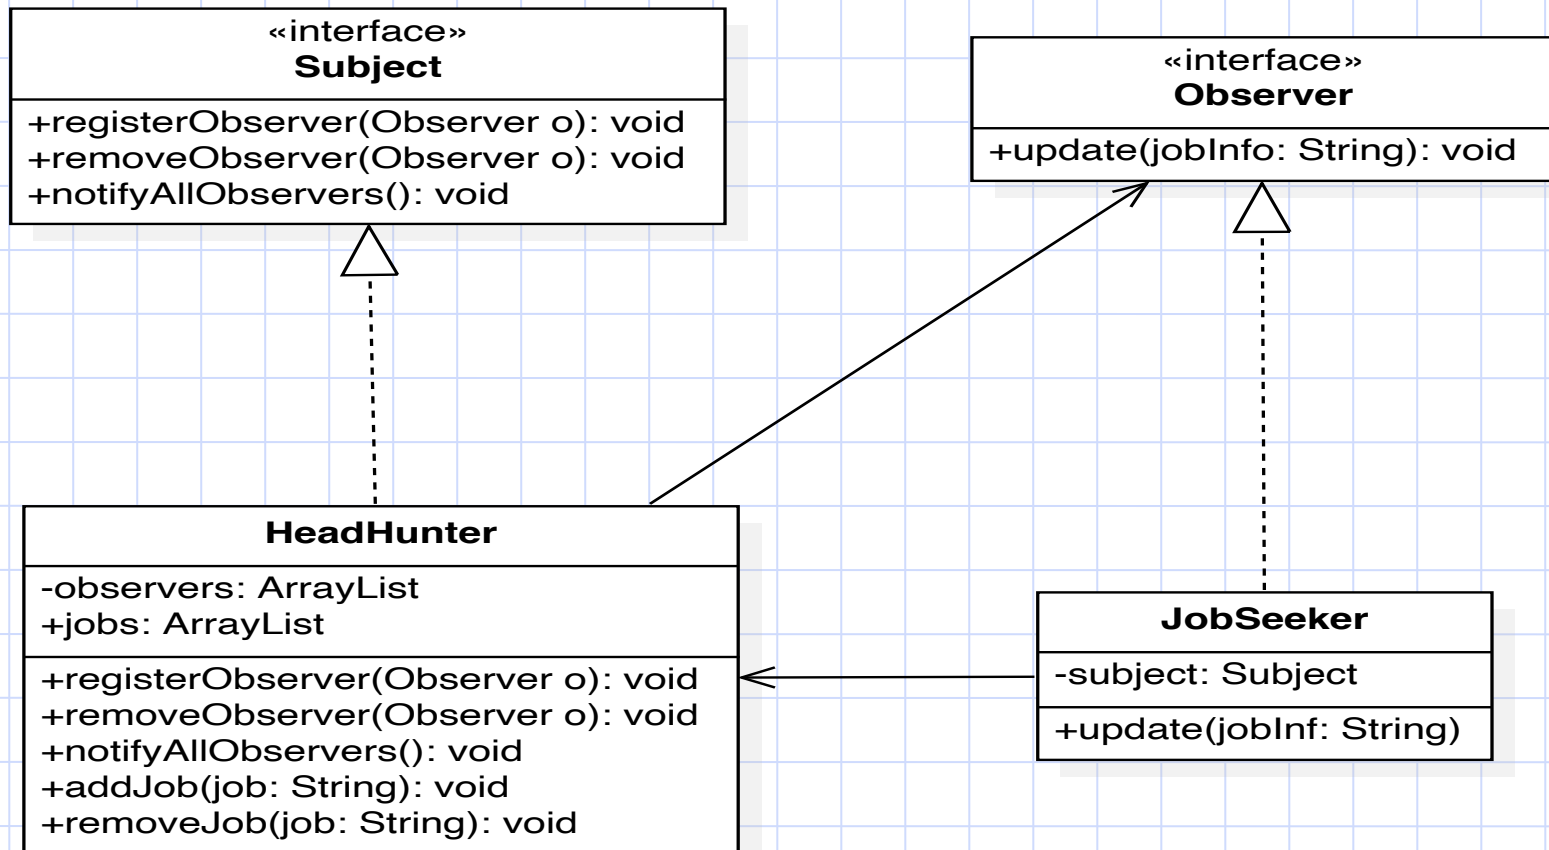 «interface»
Subject
+registerObserver(Observer o): void
+removeObserver(Observer o): void
+notifyAllObservers(): void
«interface»
Observer
+update(jobInfo: String): void
HeadHunter
-observers: ArrayList
+jobs: ArrayList
+registerObserver(Observer o): void
+removeObserver(Observer o): void
+notifyAllObservers(): void
+addJob(job: String): void
+removeJob(job: String): void
JobSeeker
-subject: Subject
+update(jobInf: String)